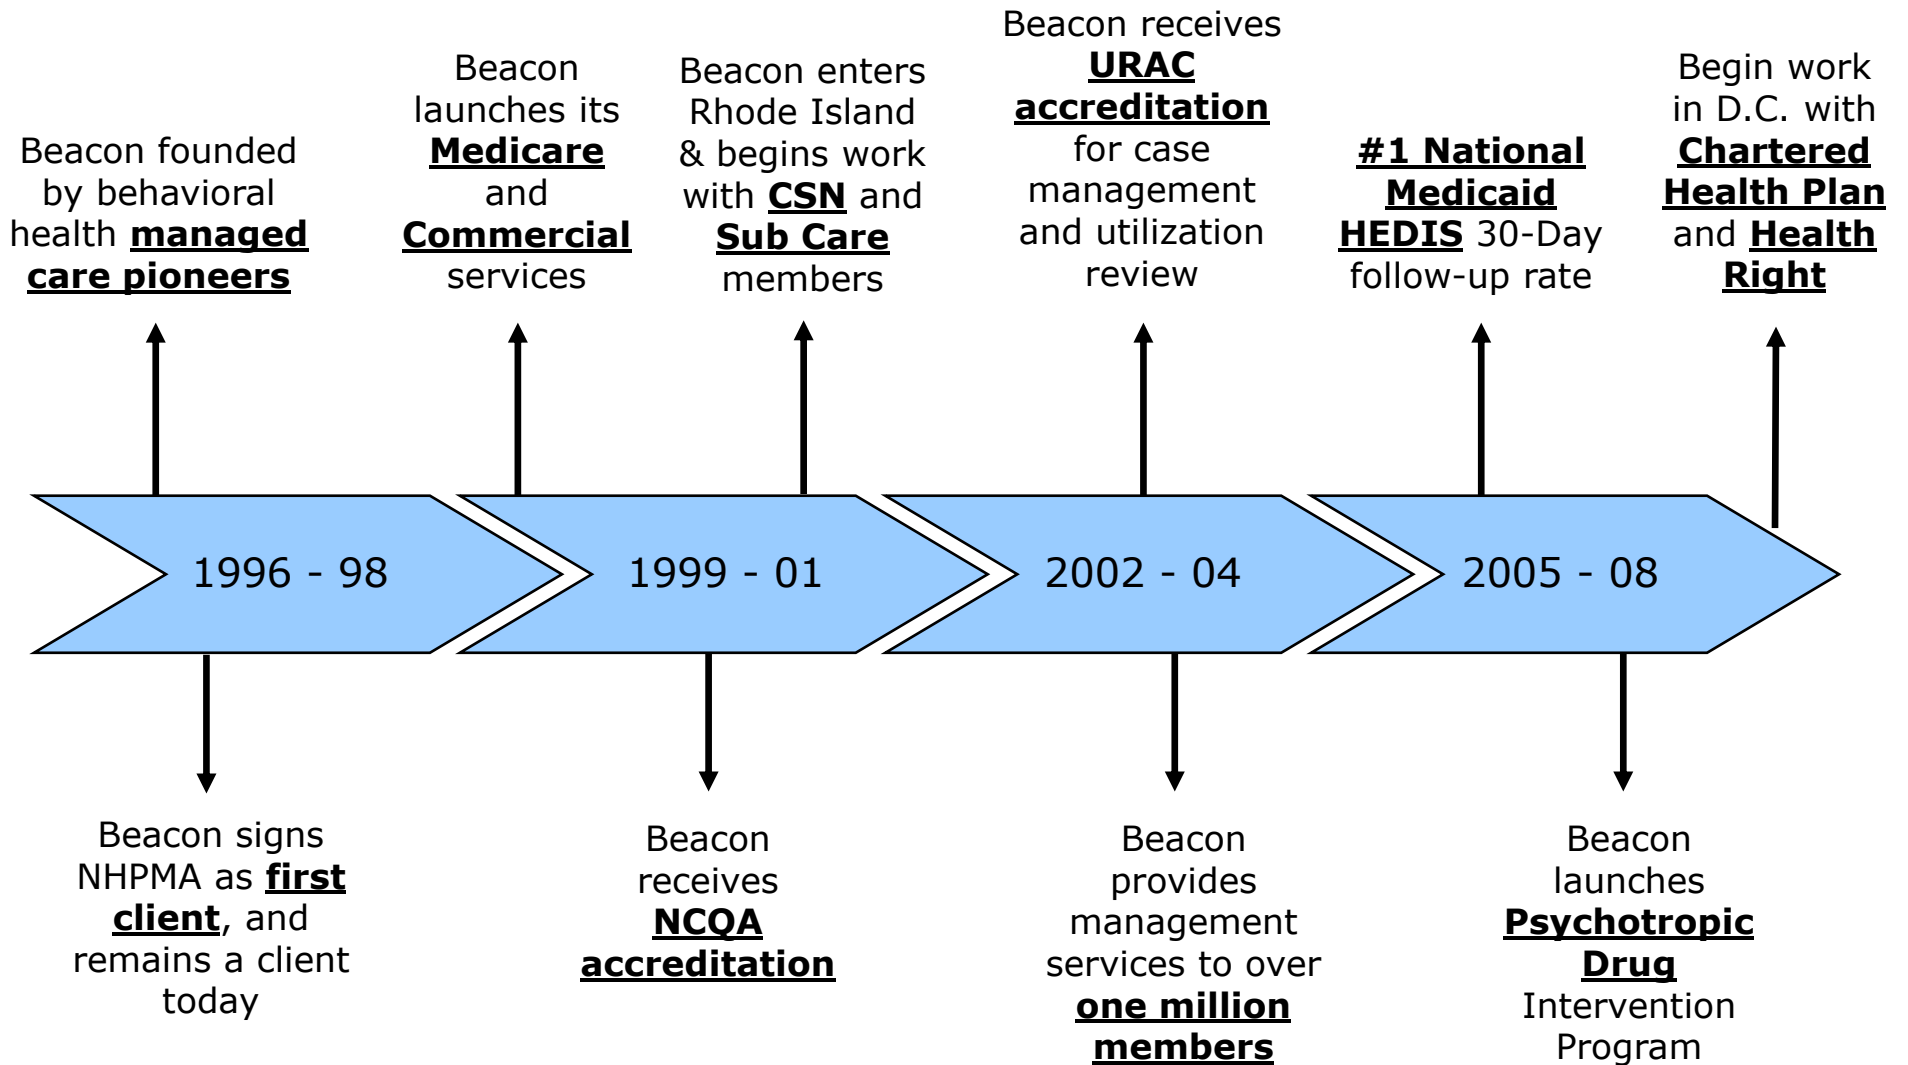 Beacon founded
by behavioral
health managed
care pioneers
Beacon
launches its
Medicare
and
Commercial
services
Beacon enters
Rhode Island
& begins work
with CSN and
Sub Care
members
Beacon receives
URAC
accreditation
for case
management
and utilization
review
#1 National
Medicaid
HEDIS 30-Day
follow-up rate
Begin work
in D.C. with
Chartered
Health Plan
and Health
Right
1996 - 98
1999 - 01
2002 - 04
2005 - 08
Beacon signs
NHPMA as first
client, and
remains a client
today
Beacon
receives
NCQA
accreditation
Beacon
provides
management
services to over
one million
members
Beacon
launches
Psychotropic
Drug
Intervention
Program